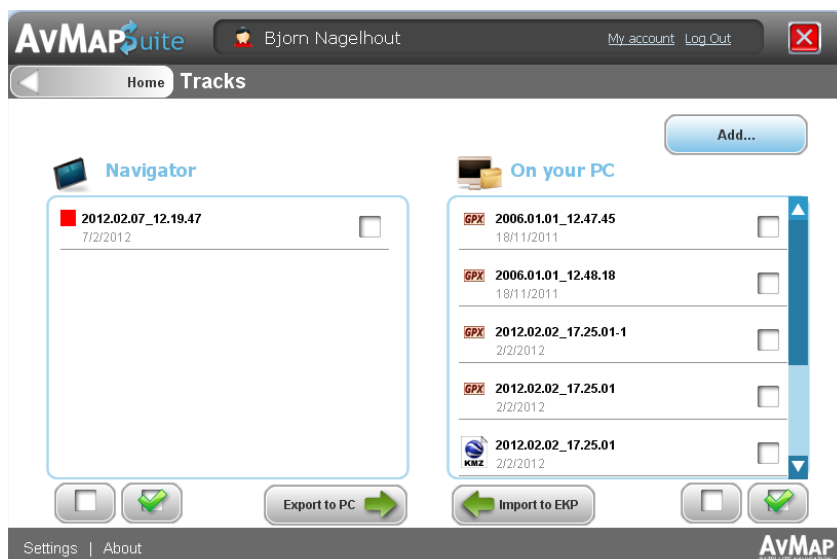 AvMapSuite
Bjorn Nagelhout
My account Log Out
Home
Tracks
Add...
Navigator
2012.02.07_12.19.47
7/2/2012
On your PC
GPX 2006.01.01_12.47.45
18/11/2011
GPX 2006.01.01_12.48.18
18/11/2011
GPX 2012.02.02_17.25.01-1
2/2/2012
GPX 2012.02.02_17.25.01
2/2/2012
KMZ 2012.02.02_17.25.01
2/2/2012
Export to PC
Import to EKP
Settings | About
AvMap
SATELLITE NAVIGATION